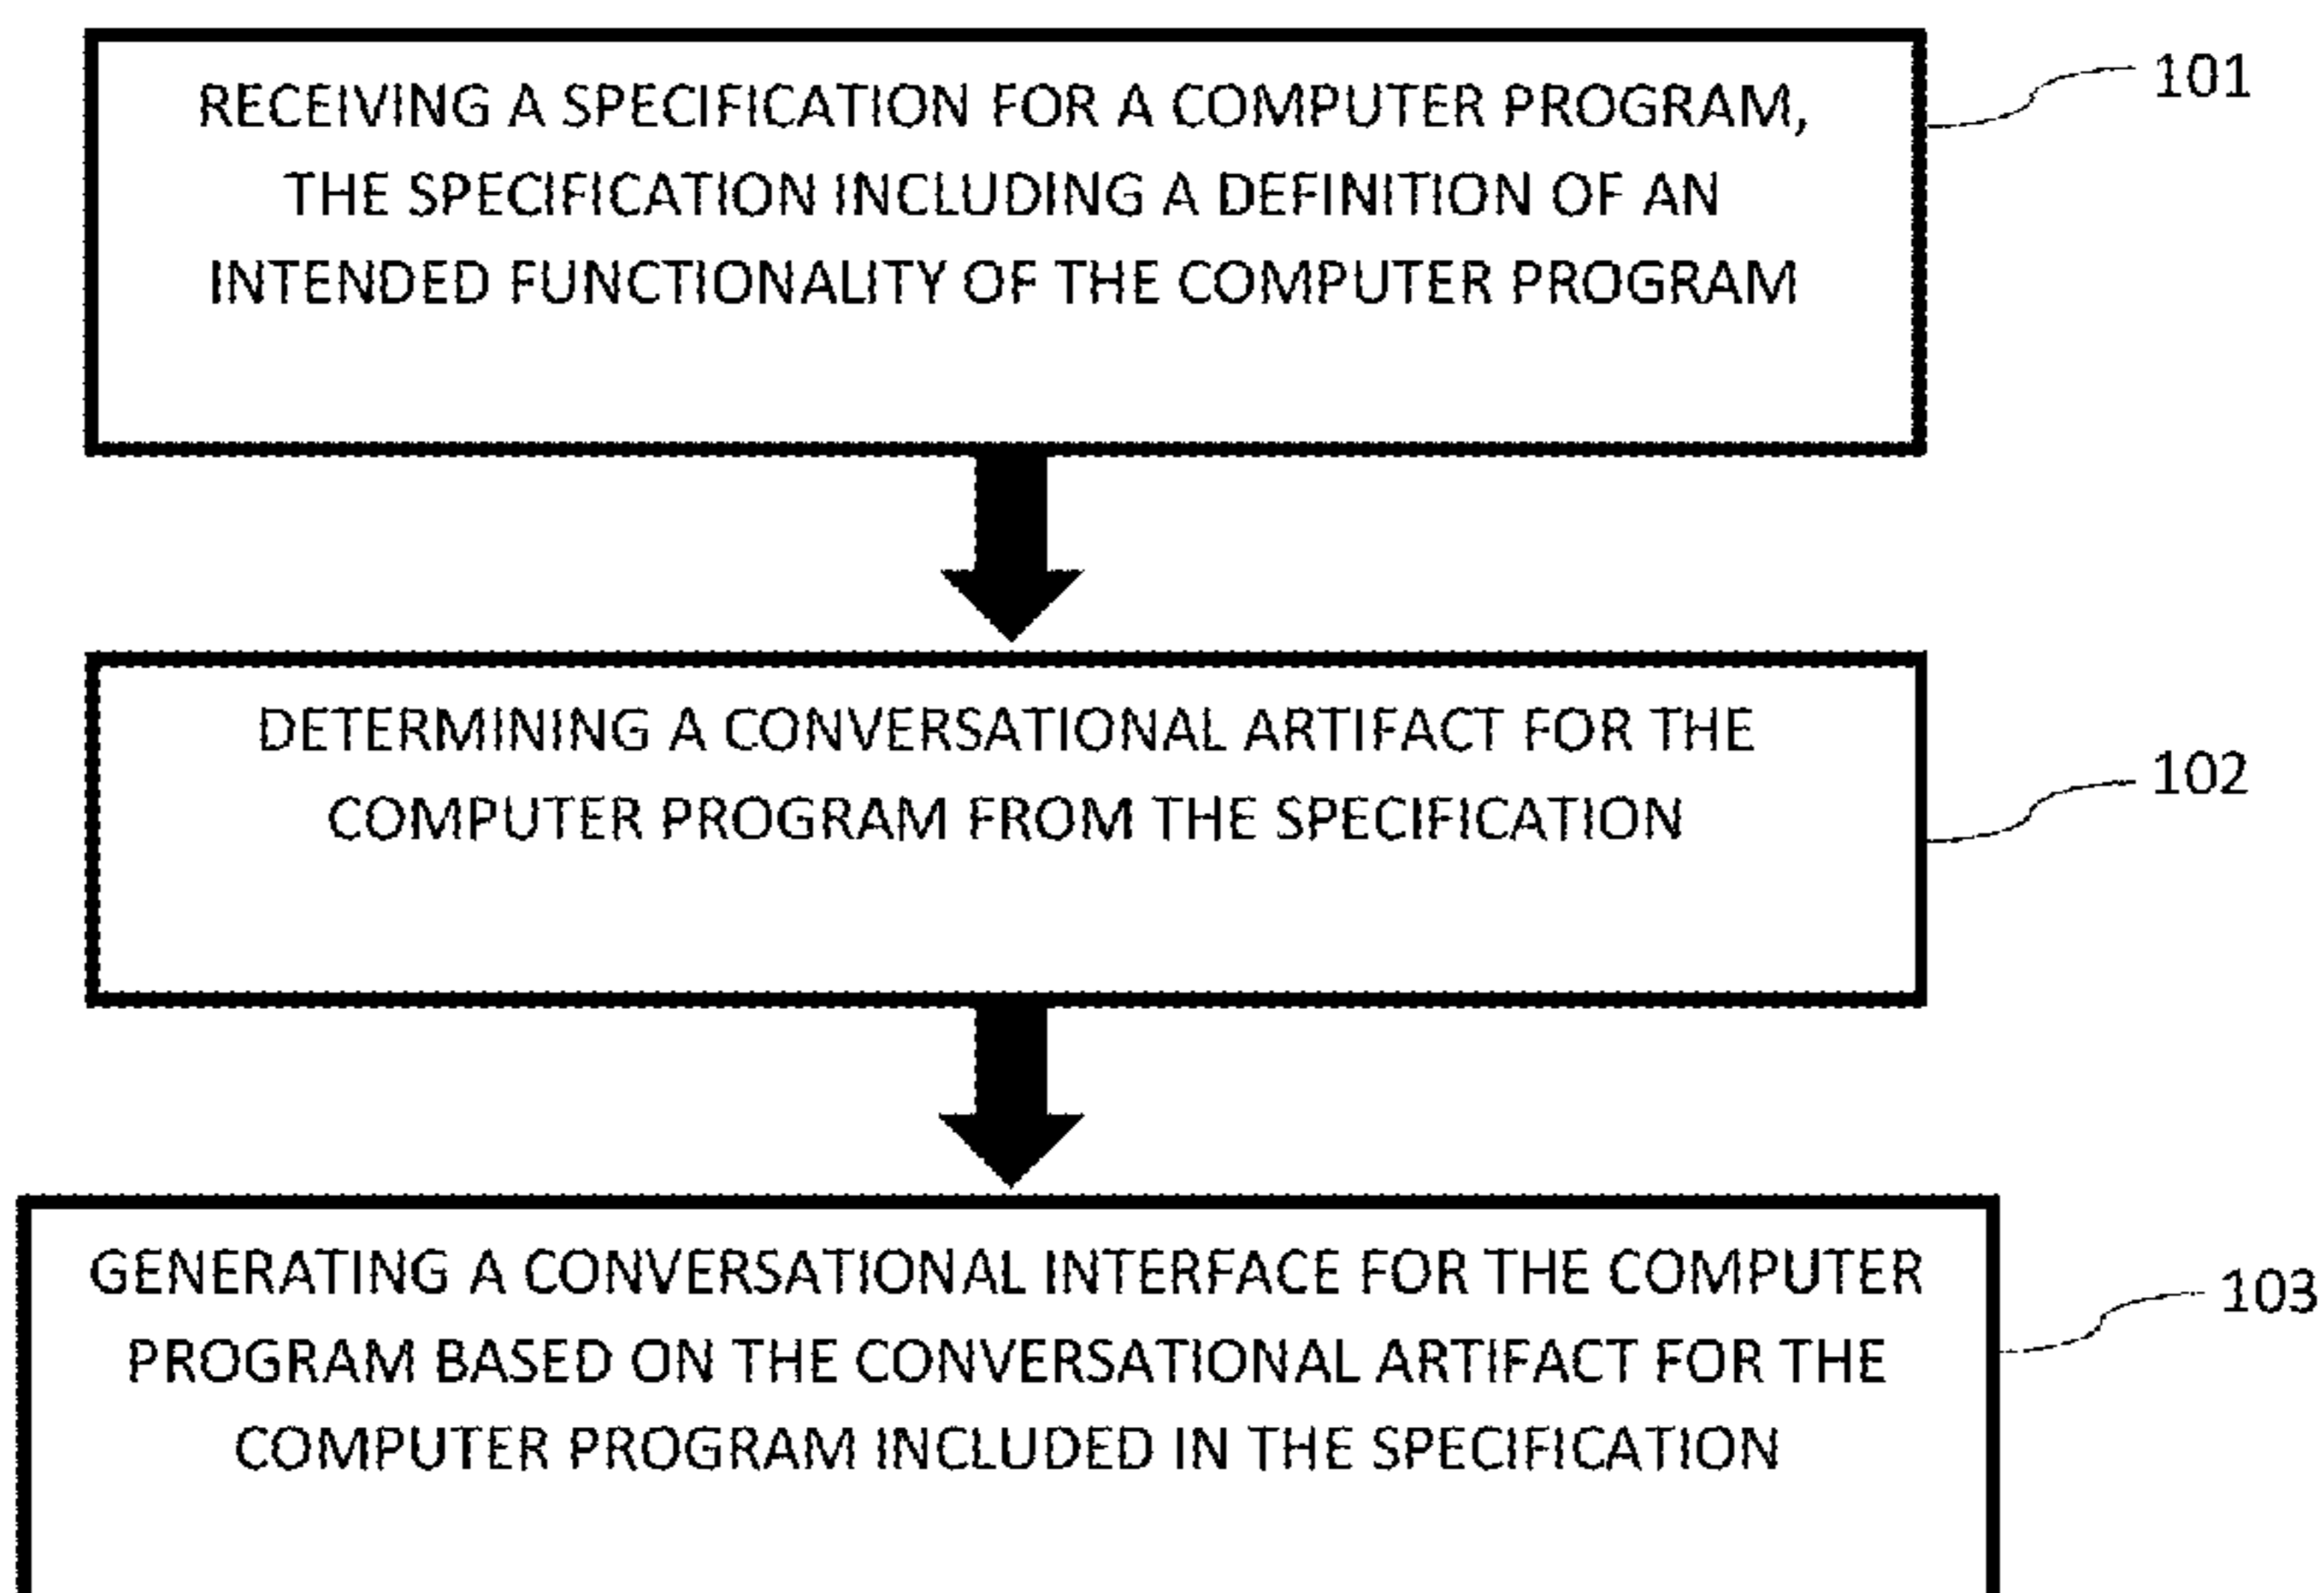 RECEIVING A SPECIFICATION FOR A COMPUTER PROGRAM,
THE SPECIFICATION INCLUDING A DEFINITION OF AN
INTENDED FUNCTIONALITY OF THE COMPUTER PROGRAM
101
DETERMINING A CONVERSATIONAL ARTIFACT FOR THE
COMPUTER PROGRAM FROM THE SPECIFICATION
102
GENERATING A CONVERSATIONAL INTERFACE FOR THE COMPUTER
PROGRAM BASED ON THE CONVERSATIONAL ARTIFACT FOR THE
COMPUTER PROGRAM INCLUDED IN THE SPECIFICATION
103